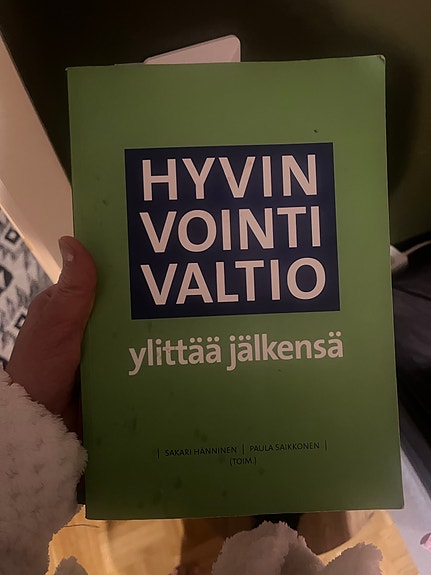 HYVIN
VOINTI
VALTIO
ylittää jälkensä
| SAKARI HÄNNINEN | PAULA SAIKKONEN |
(TOIM.)